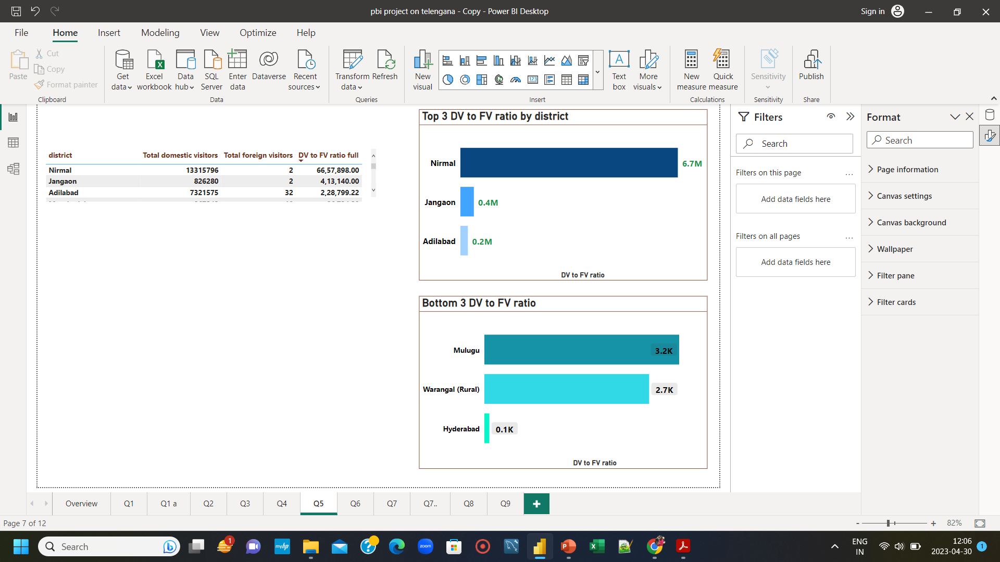 pbi project on telengana - Copy - Power BI Desktop
Sign in
File Home Insert Modeling View Optimize Help
Paste
Cut
Copy
Format painter
Clipboard
Get data
Excel workbook
Data hub
SQL Server
Enter data
Dataverse
Recent sources
Data
Transform data
Refresh
Queries
New visual
123
Insert
A
Text box
More visuals
New measure
Quick measure
Calculations
Sensitivity
Sensitivity
Publish
Share
district Total domestic visitors Total foreign visitors DV to FV ratio full
Nirmal 13315796 2 66,57,898.00
Jangaon 826280 2 4,13,140.00
Adilabad 7321575 32 2,28,799.22
Top 3 DV to FV ratio by district
Nirmal 6.7M
Jangaon 0.4M
Adilabad 0.2M
DV to FV ratio
Bottom 3 DV to FV ratio
Mulugu 3.2K
Warangal (Rural) 2.7K
Hyderabad 0.1K
DV to FV ratio
Filters
Search
Filters on this page ...
Add data fields here
Filters on all pages ...
Add data fields here
Format
Search
Page information
Canvas settings
Canvas background
Wallpaper
Filter pane
Filter cards
Overview Q1 Q1 a Q2 Q3 Q4 Q5 Q6 Q7 Q7.. Q8 Q9 +
Page 7 of 12
- + 82%
Search
1
myhp
zoom
ENG
IN
12:06
2023-04-30
1